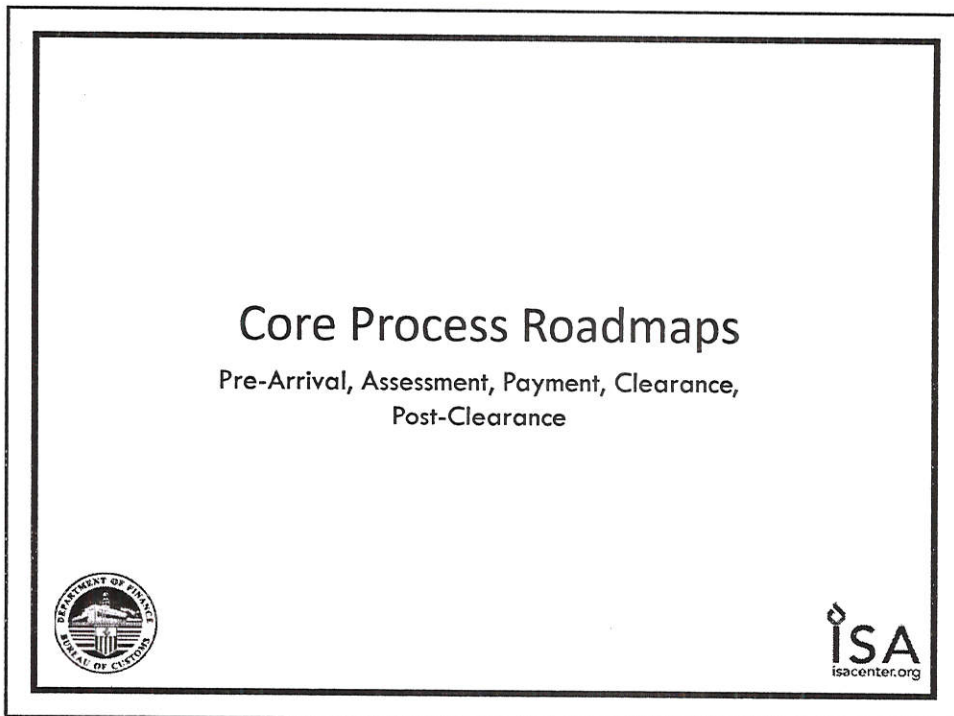 Core Process Roadmaps
Pre-Arrival, Assessment, Payment, Clearance,
Post-Clearance
DEPARTMENT OF FINANCE
BUREAU OF CUSTOMS
iSA
isacenter.org